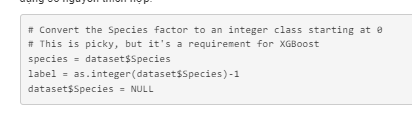 dạng số nguyên thích hợp.
# Convert the Species factor to an integer class starting at 0
# This is picky, but it's a requirement for XGBoost
species = dataset$Species
label = as.integer(dataset$Species)-1
dataset$Species = NULL